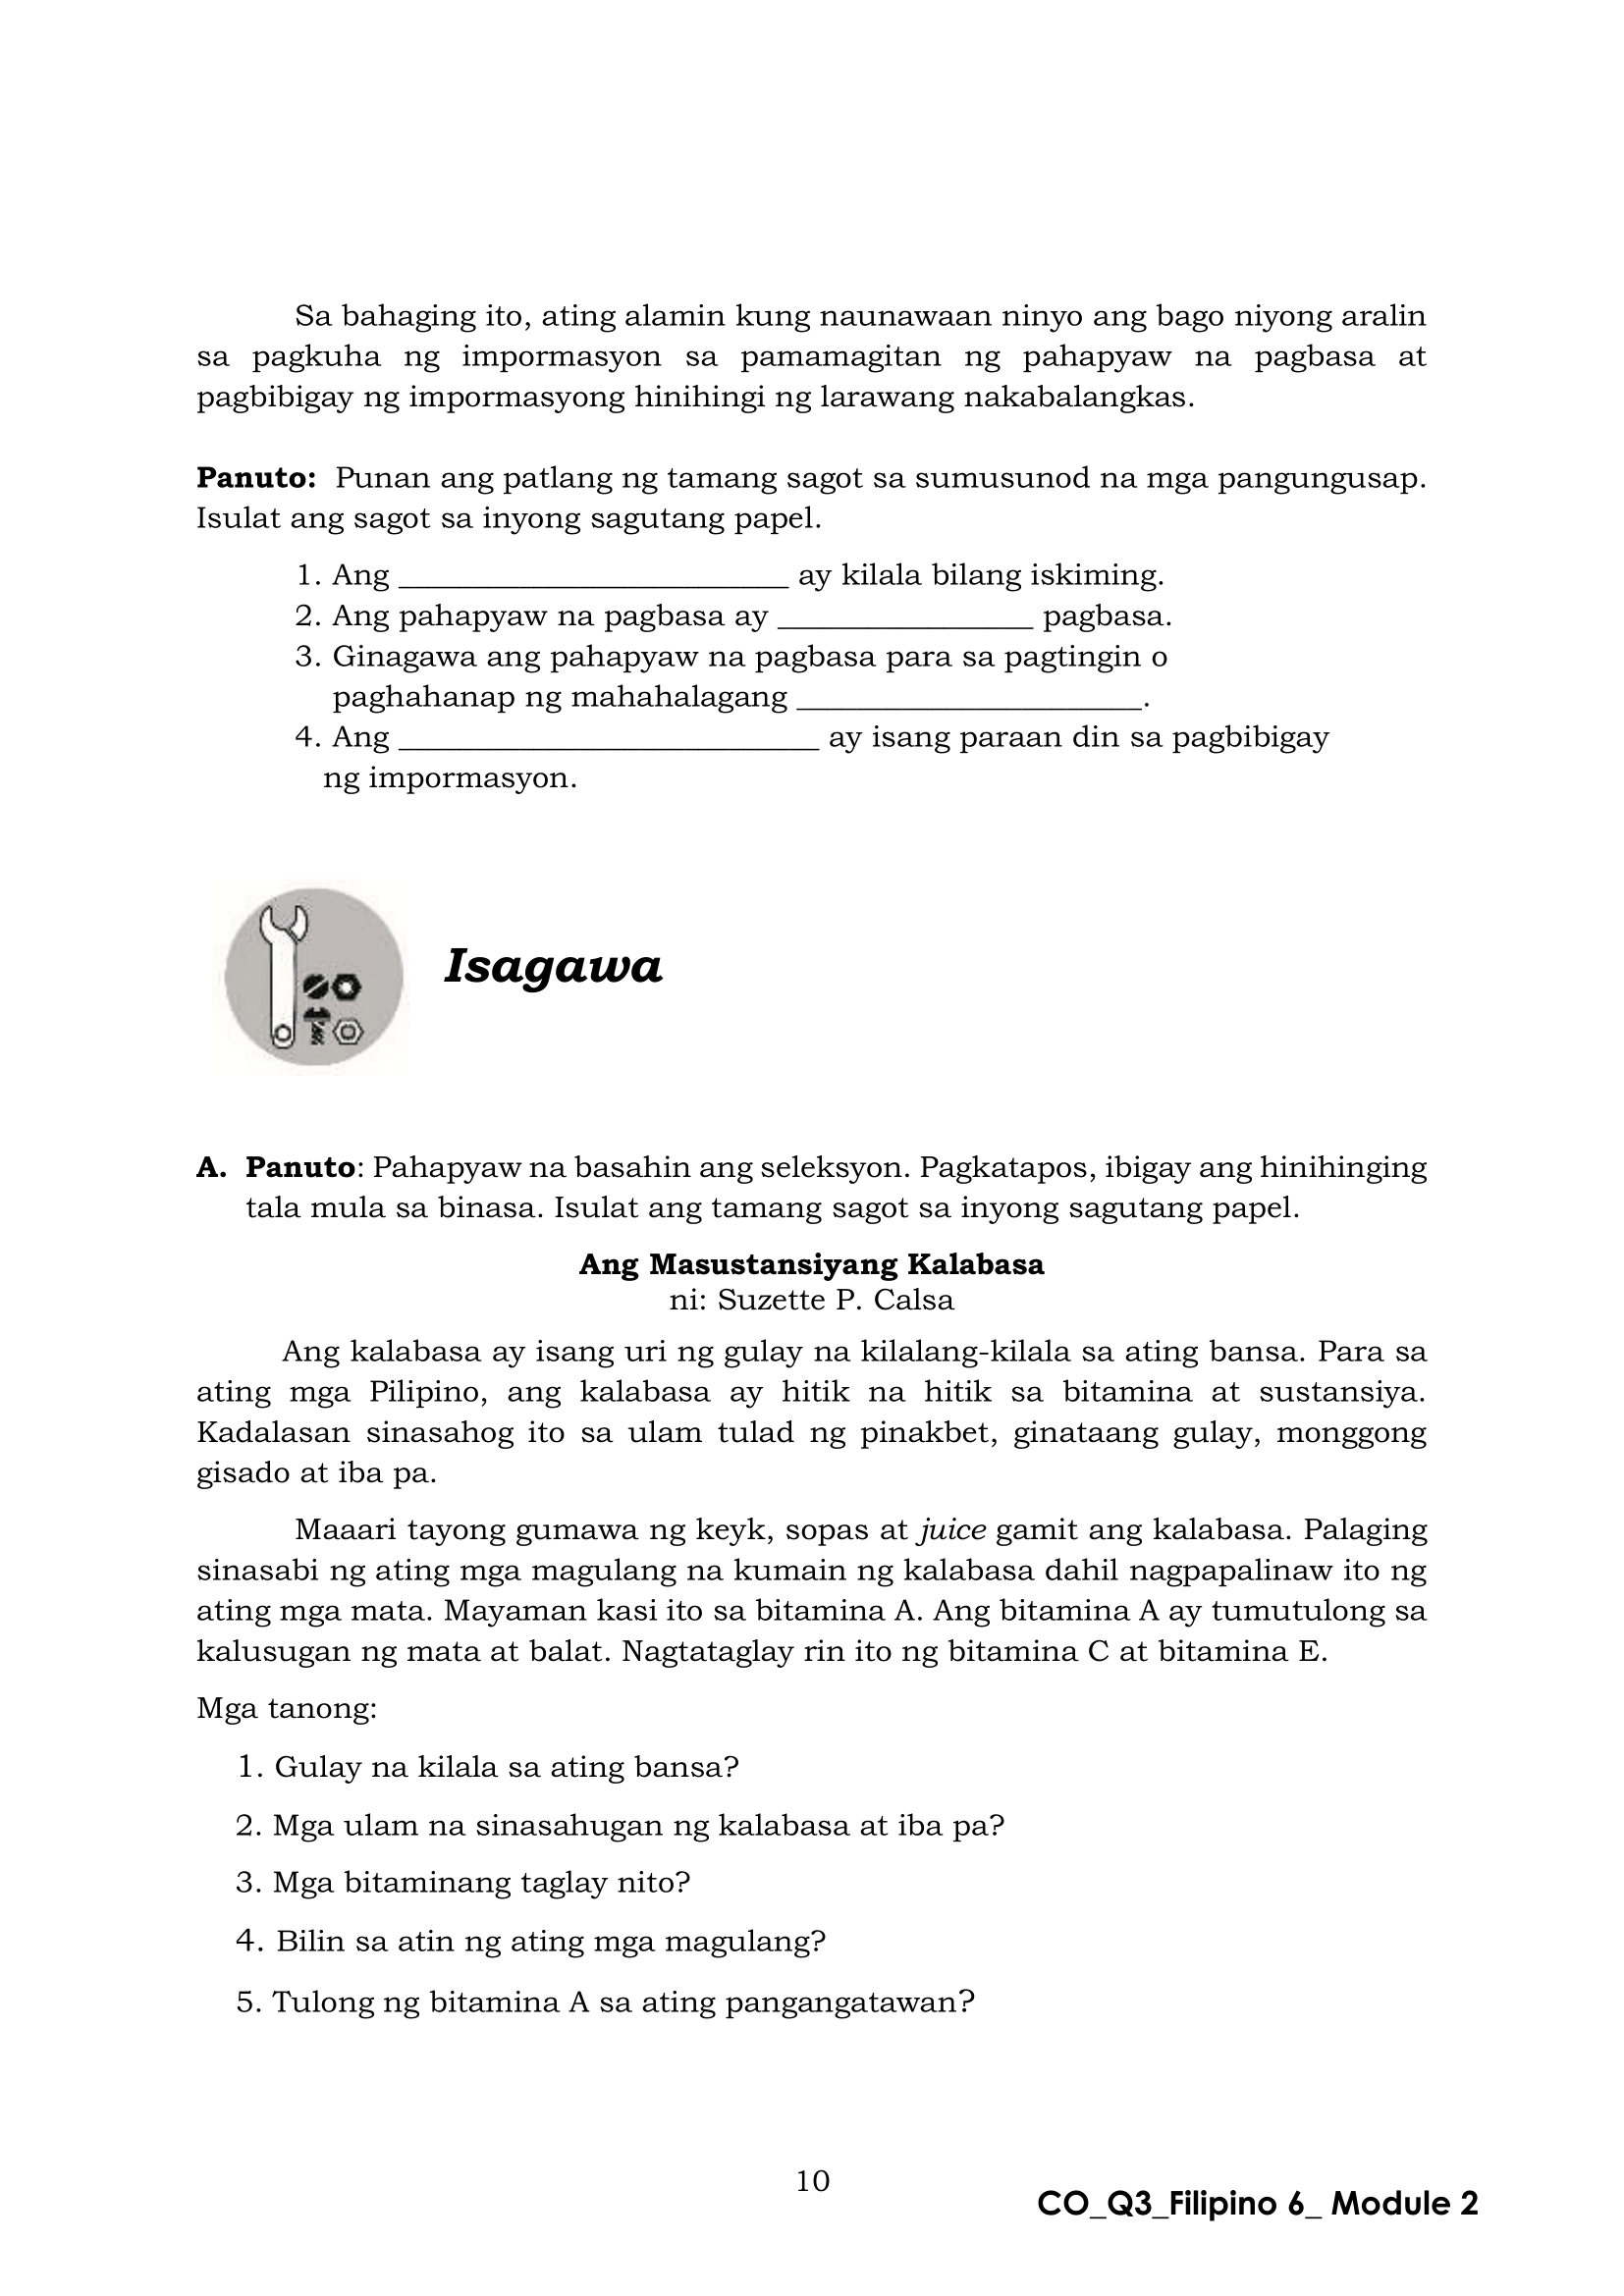 Sa bahaging ito, ating alamin kung naunawaan ninyo ang bago niyong aralin
sa pagkuha ng impormasyon sa pamamagitan ng pahapyaw na pagbasa at
pagbibigay ng impormasyong hinihingi ng larawang nakabalangkas.
Panuto: Punan ang patlang ng tamang sagot sa sumusunod na mga pangungusap.
Isulat ang sagot sa inyong sagutang papel.
1. Ang __________________________ ay kilala bilang iskiming.
2. Ang pahapyaw na pagbasa ay _________________ pagbasa.
3. Ginagawa ang pahapyaw na pagbasa para sa pagtingin o
paghahanap ng mahahalagang _______________________.
4. Ang ____________________________ ay isang paraan din sa pagbibigay
ng impormasyon.
Isagawa
A. Panuto: Pahapyaw na basahin ang seleksyon. Pagkatapos, ibigay ang hinihinging
tala mula sa binasa. Isulat ang tamang sagot sa inyong sagutang papel.
Ang Masustansiyang Kalabasa
ni: Suzette P. Calsa
Ang kalabasa ay isang uri ng gulay na kilalang-kilala sa ating bansa. Para sa
ating mga Pilipino, ang kalabasa ay hitik na hitik sa bitamina at sustansiya.
Kadalasan sinasahog ito sa ulam tulad ng pinakbet, ginataang gulay, monggong
gisado at iba pa.
Maaari tayong gumawa ng keyk, sopas at juice gamit ang kalabasa. Palaging
sinasabi ng ating mga magulang na kumain ng kalabasa dahil nagpapalinaw ito ng
ating mga mata. Mayaman kasi ito sa bitamina A. Ang bitamina A ay tumutulong sa
kalusugan ng mata at balat. Nagtataglay rin ito ng bitamina C at bitamina E.
Mga tanong:
1. Gulay na kilala sa ating bansa?
2. Mga ulam na sinasahugan ng kalabasa at iba pa?
3. Mga bitaminang taglay nito?
4. Bilin sa atin ng ating mga magulang?
5. Tulong ng bitamina A sa ating pangangatawan?
10
CO_Q3_Filipino 6_ Module 2